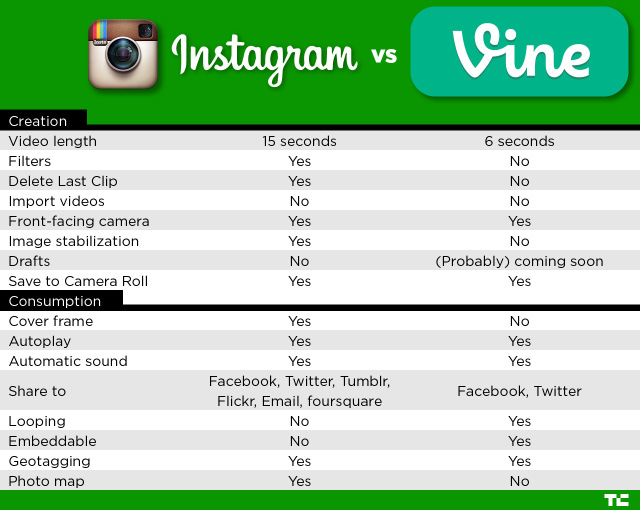 Insta
Instagram vs Vine
Creation
Video length 15 seconds 6 seconds
Filters Yes No
Delete Last Clip Yes No
Import videos No No
Front-facing camera Yes Yes
Image stabilization Yes No
Drafts No (Probably) coming soon
Save to Camera Roll Yes Yes
Consumption
Cover frame Yes No
Autoplay Yes Yes
Automatic sound Yes Yes
Share to Facebook, Twitter, Tumblr, Facebook, Twitter
Flickr, Email, foursquare
Looping No Yes
Embeddable No Yes
Geotagging Yes Yes
Photo map Yes No
TC